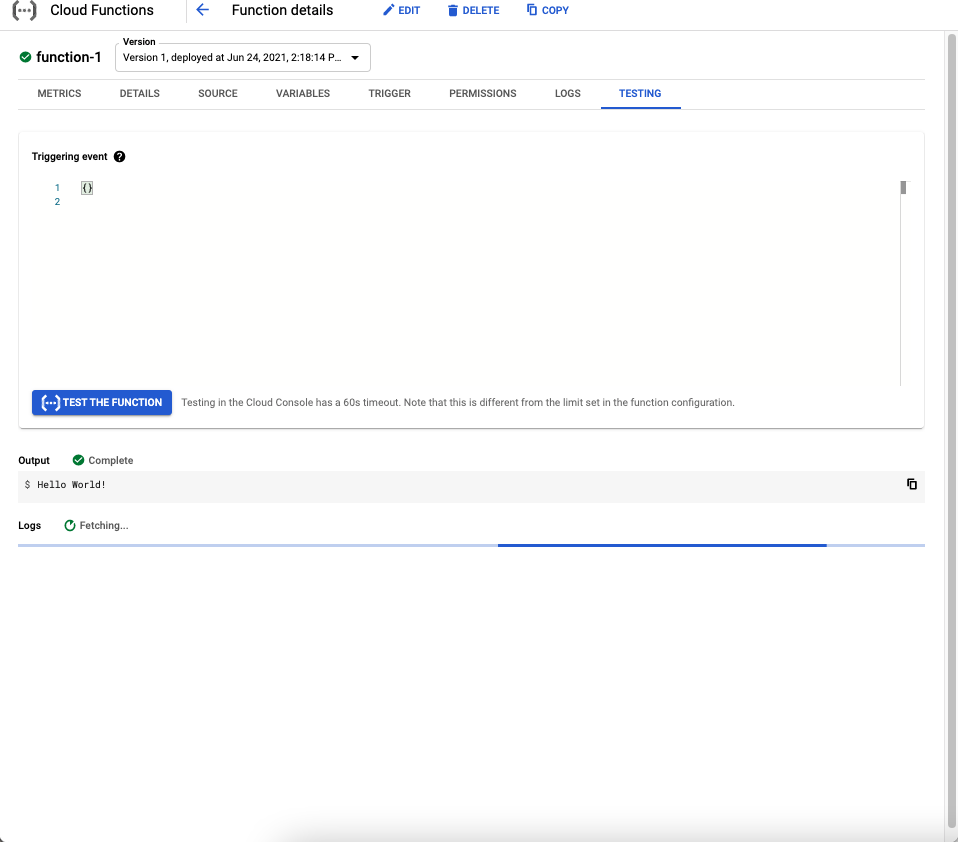 Cloud Functions Function details EDIT DELETE COPY
function-1 Version Version 1, deployed at Jun 24, 2021, 2:18:14 P...
METRICS DETAILS SOURCE VARIABLES TRIGGER PERMISSIONS LOGS TESTING
Triggering event ?
1 {}
2
(...) TEST THE FUNCTION Testing in the Cloud Console has a 60s timeout. Note that this is different from the limit set in the function configuration.
Output Complete
$ Hello World!
Logs Fetching...